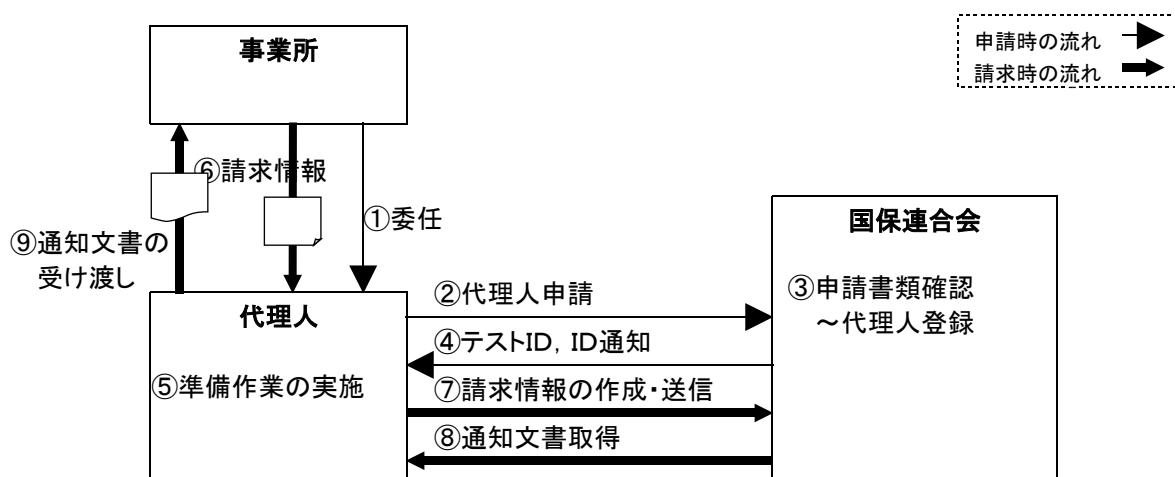 事業所
申請時の流れ
請求時の流れ
⑥請求情報
①委任
⑨通知文書の
受け渡し
代理人
⑤準備作業の実施
②代理人申請
④テストID，ID通知
⑦請求情報の作成・送信
⑧通知文書取得
国保連合会
③申請書類確認
～代理人登録